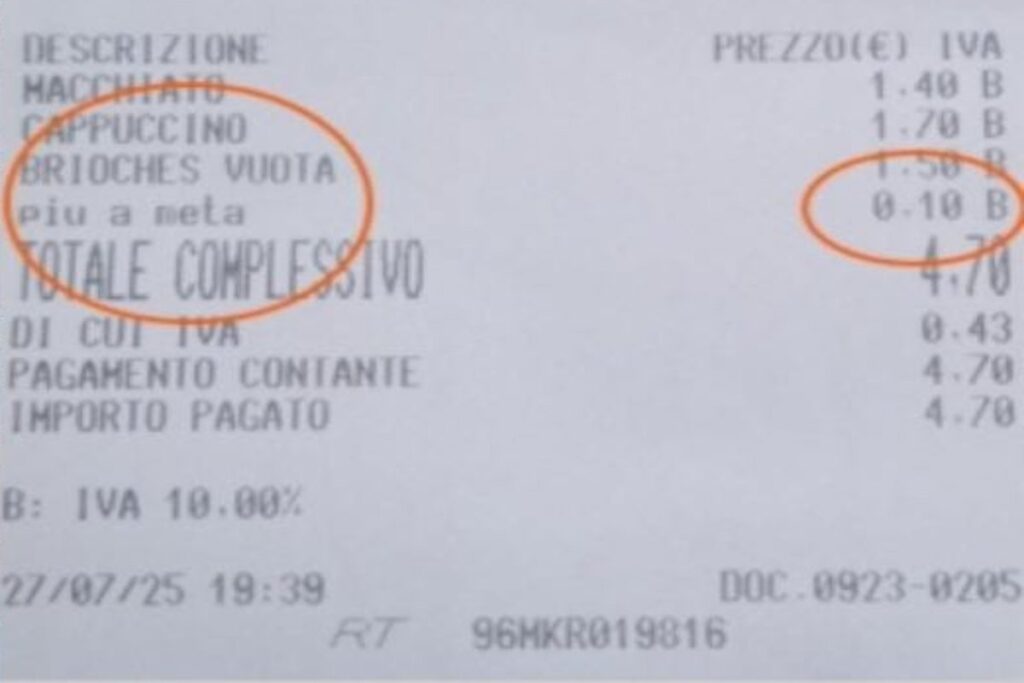 DESCRIZIONE PREZZO(€) IVA
MACCHIATO 1.40 B
CAPPUCCINO 1.70 B
BRIOCHES VUOTA 1.50 B
piu a meta 0.10 B
TOTALE COMPLESSIVO 4.70
DI CUI IVA 0.43
PAGAMENTO CONTANTE 4.70
IMPORTO PAGATO 4.70
B: IVA 10.00%
27/07/25 19:39 DOC.0923-0205
RT 96MKR019816